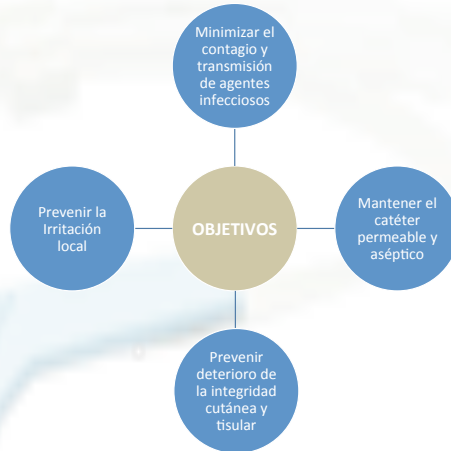 Minimizar el
contagio y
transmisión
de agentes
infecciosos
Prevenir la
Irritación
local
OBJETIVOS
Mantener el
catéter
permeable y
aséptico
Prevenir
deterioro de
la integridad
cutánea y
tisular